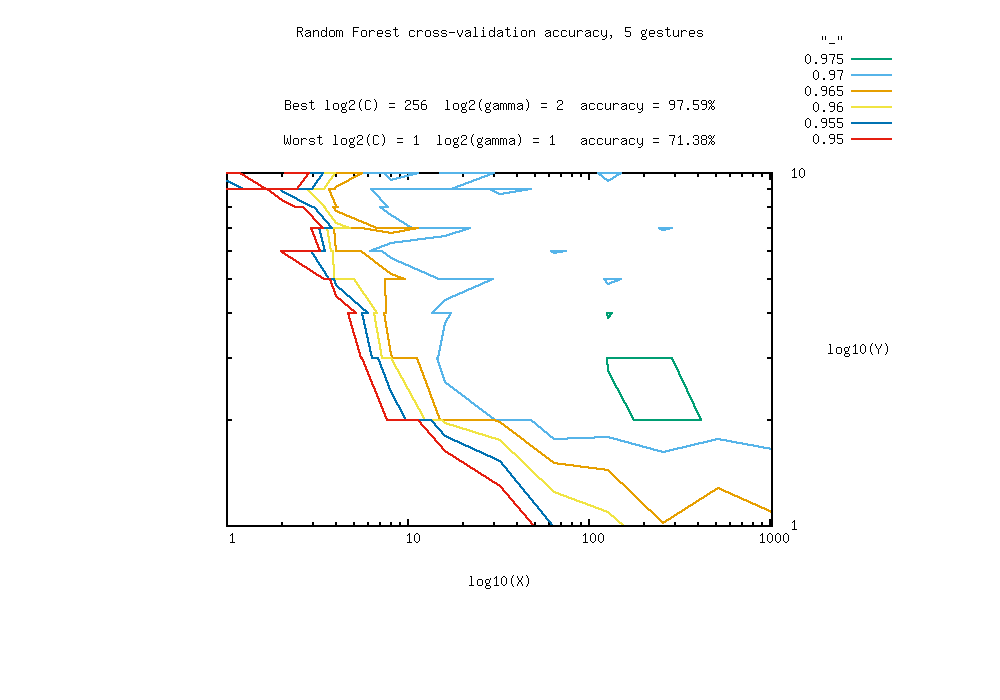 Random Forest cross-validation accuracy, 5 gestures
"_"
0.975
0.97
0.965
0.96
0.955
0.95
Best log2(C) = 256 log2(gamma) = 2 accuracy = 97.59%
Worst log2(C) = 1 log2(gamma) = 1 accuracy = 71.38%
10
log10(Y)
1
1 10 100 1000
log10(X)